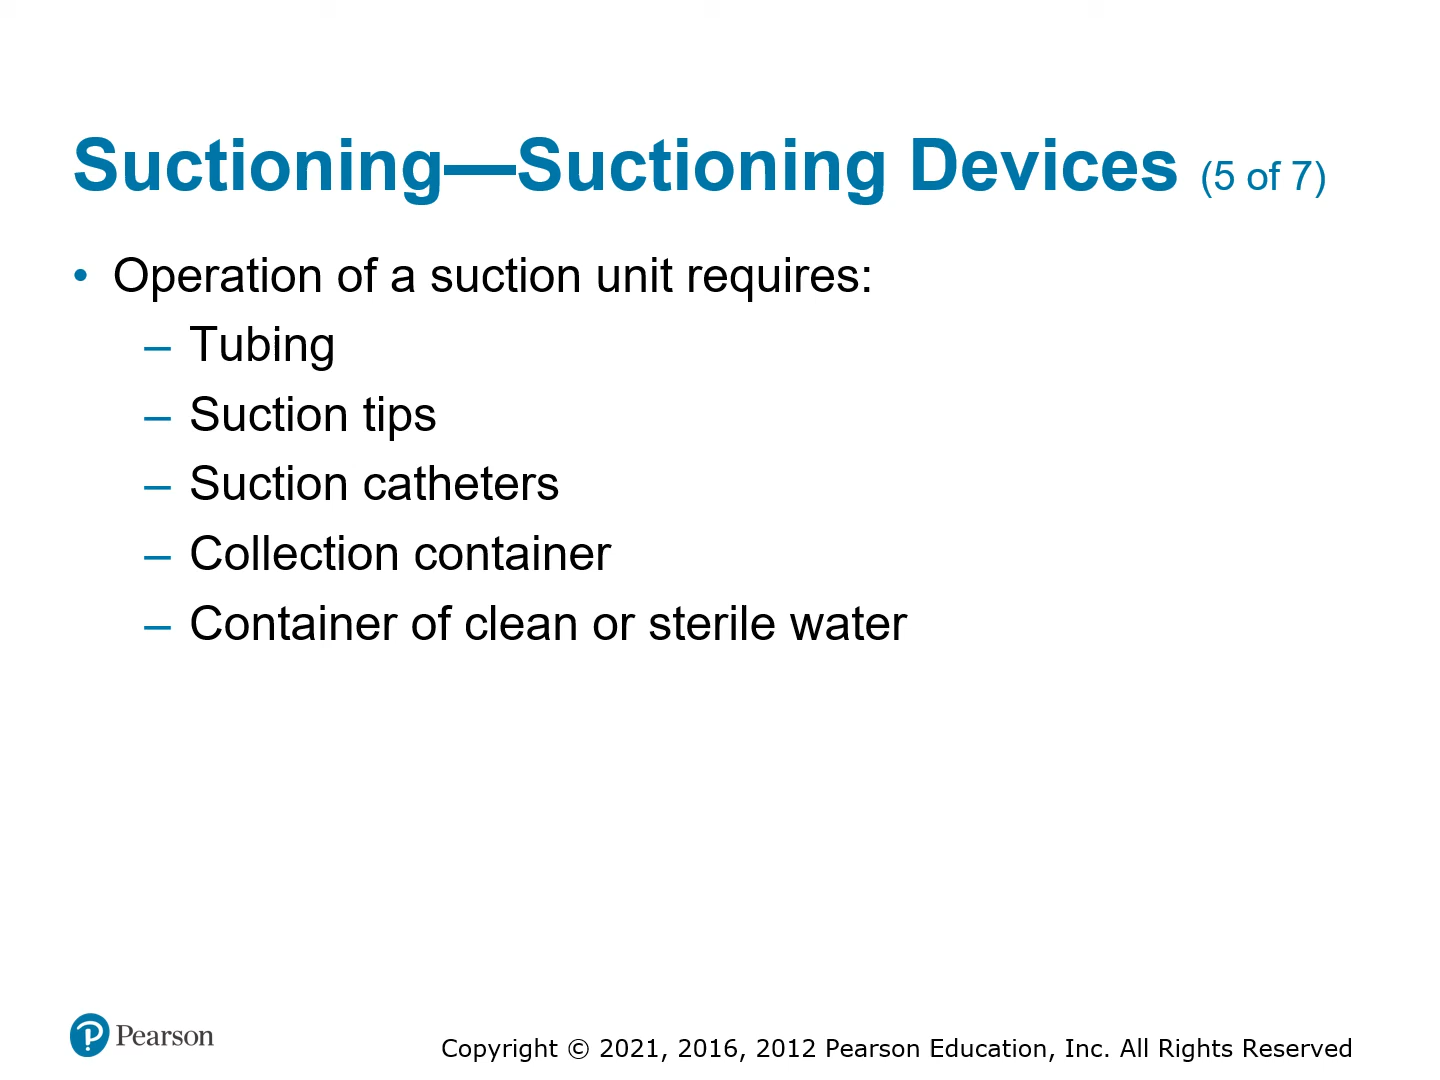 Suctioning—Suctioning Devices (5 of 7)
• Operation of a suction unit requires:
– Tubing
– Suction tips
– Suction catheters
– Collection container
– Container of clean or sterile water
Pearson
Copyright © 2021, 2016, 2012 Pearson Education, Inc. All Rights Reserved